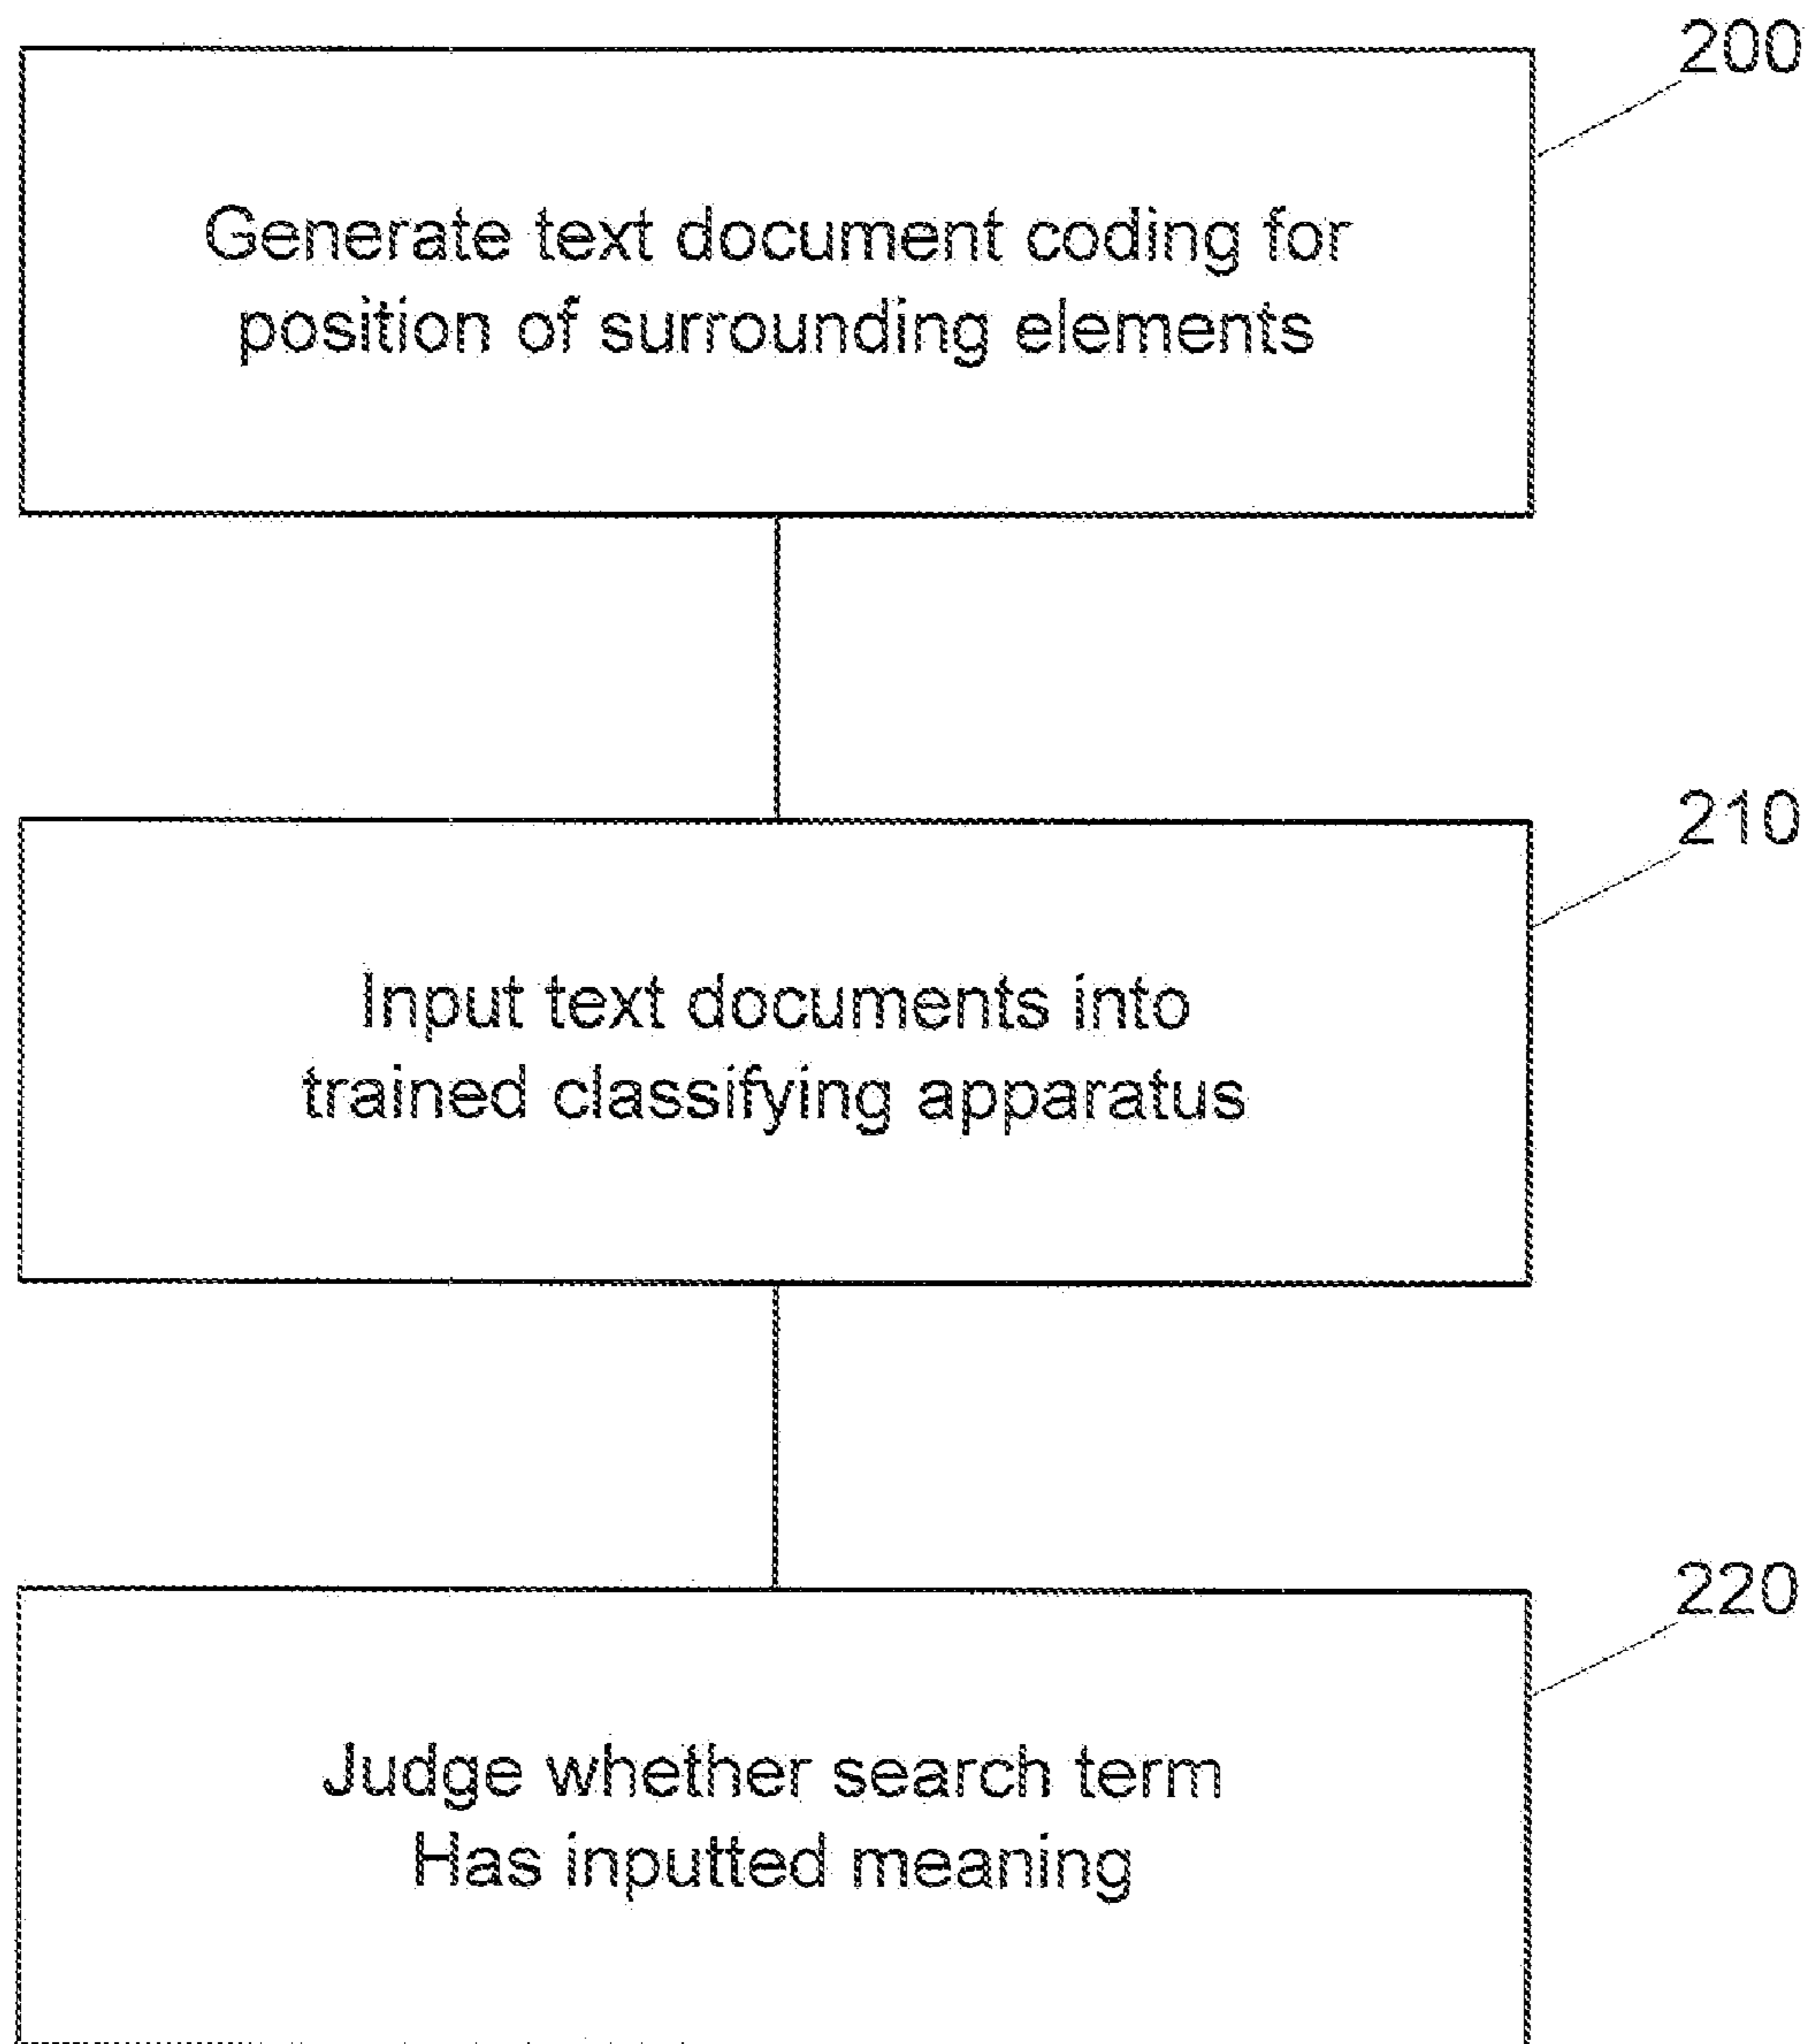 200
Generate text document coding for
position of surrounding elements
210
Input text documents into
trained classifying apparatus
220
Judge whether search term
Has inputted meaning